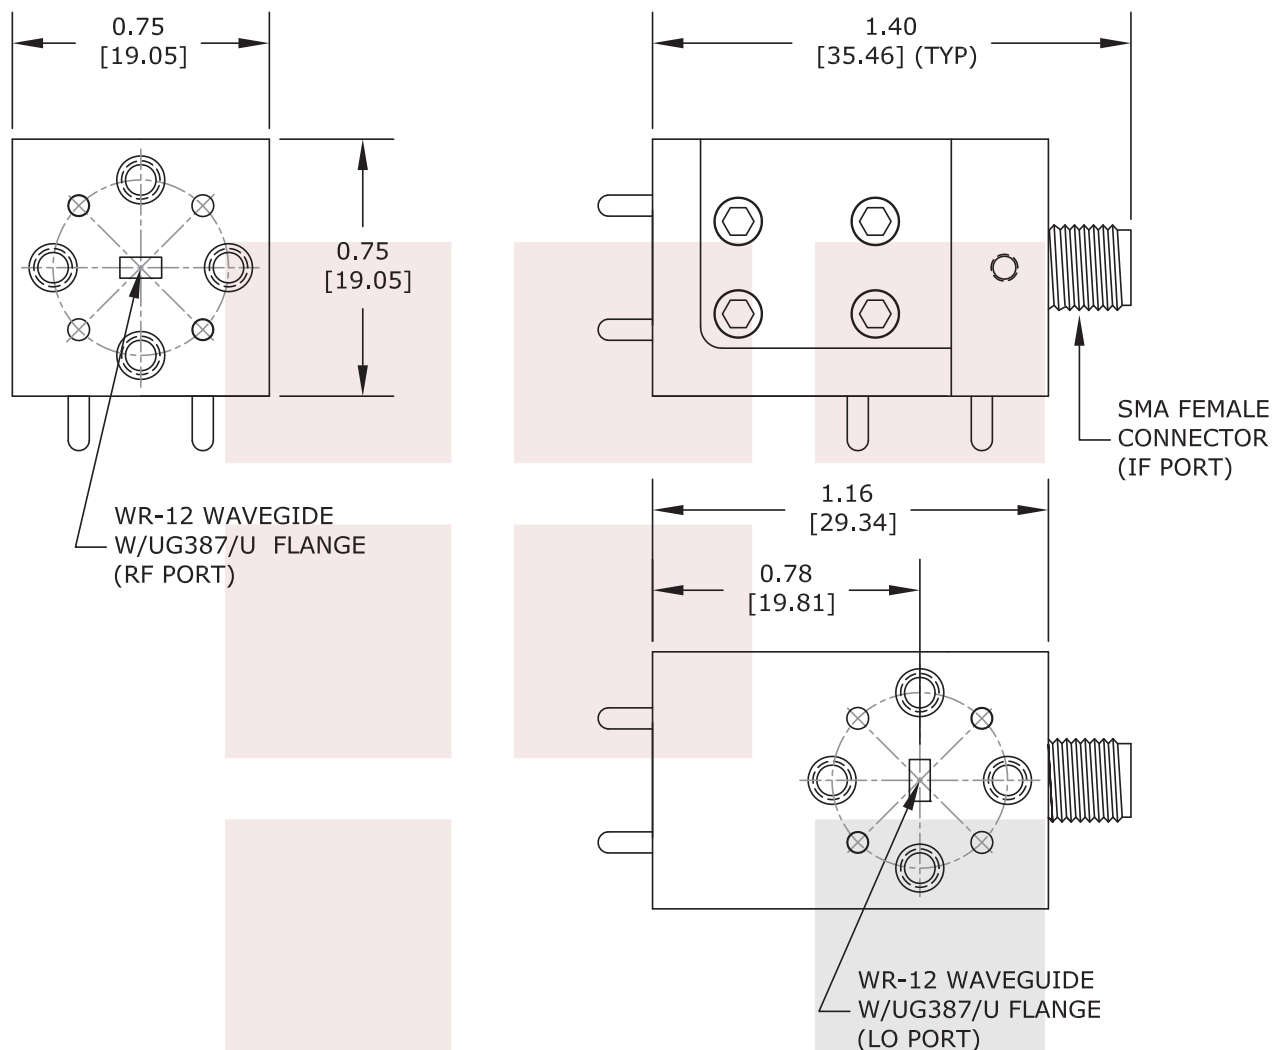 0.75
[19.05]
1.40
[35.46] (TYP)
0.75
[19.05]
SMA FEMALE
CONNECTOR
(IF PORT)
WR-12 WAVEGIDE
W/UG387/U FLANGE
(RF PORT)
1.16
[29.34]
0.78
[19.81]
WR-12 WAVEGUIDE
W/UG387/U FLANGE
(LO PORT)